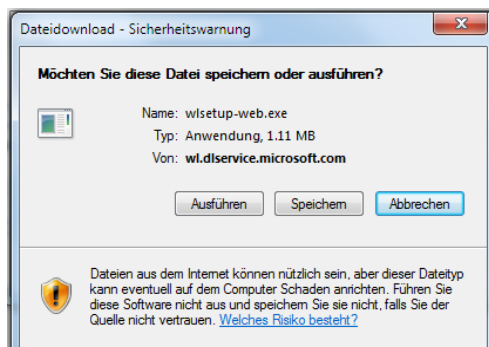 Dateidownload - Sicherheitswarnung
Möchten Sie diese Datei speichern oder ausführen?
Name: wlsetup-web.exe
Typ: Anwendung, 1.11 MB
Von: wl.dlservice.microsoft.com
Ausführen Speichern Abbrechen
Dateien aus dem Internet können nützlich sein, aber dieser Dateityp
kann eventuell auf dem Computer Schaden anrichten. Führen Sie
diese Software nicht aus und speichern Sie sie nicht, falls Sie der
Quelle nicht vertrauen. Welches Risiko besteht?